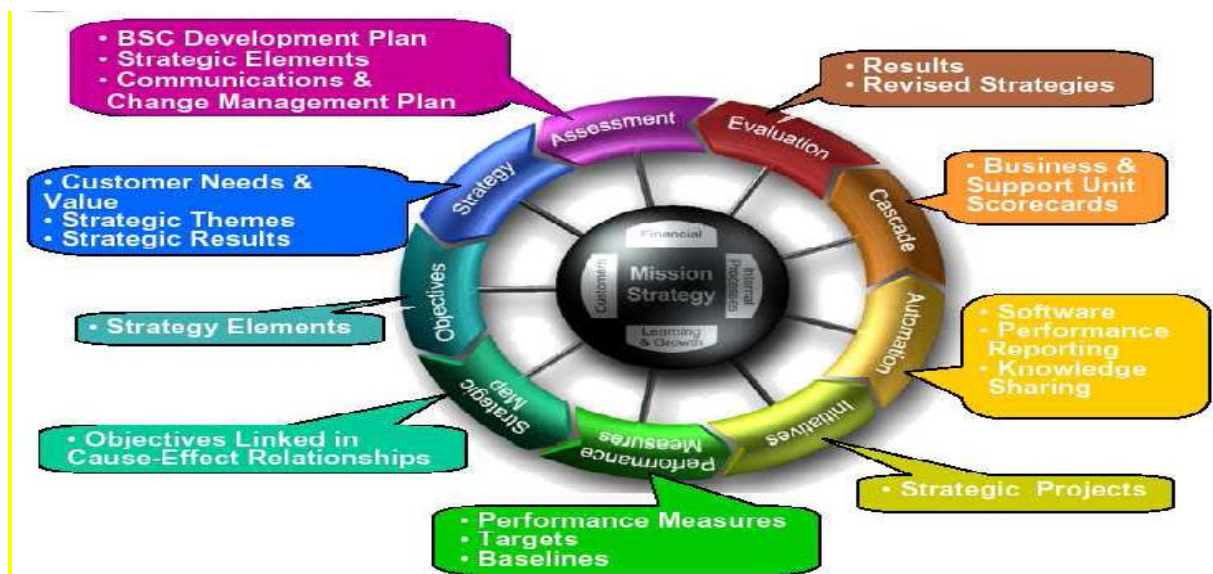 • BSC Development Plan
• Strategic Elements
• Communications &
Change Management Plan
• Results
• Revised Strategies
Assessment
Evaluation
• Customer Needs &
Value
• Strategic Themes
• Strategic Results
Strategy
Cascade
• Business &
Support Unit
Scorecards
Financial
Customers
Mission
Strategy
Internal
Processes
Learning
& Growth
Objectives
• Strategy Elements
Automation
• Software
• Performance
Reporting
• Knowledge
Sharing
Strategic
Map
• Objectives Linked in
Cause-Effect Relationships
Performance
Measures
Initiatives
• Strategic Projects
• Performance Measures
• Targets
• Baselines